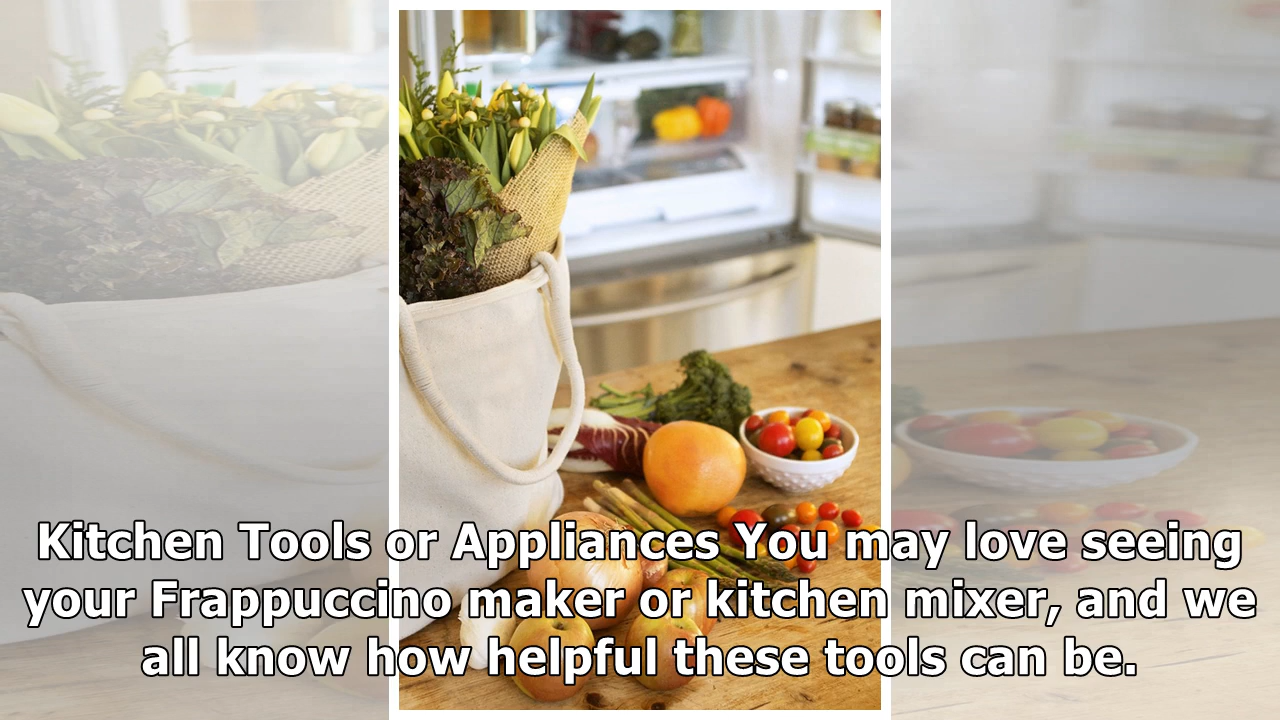 Kitchen Tools or Appliances You may love seeing
your Frappuccino maker or kitchen mixer, and we
all know how helpful these tools can be.